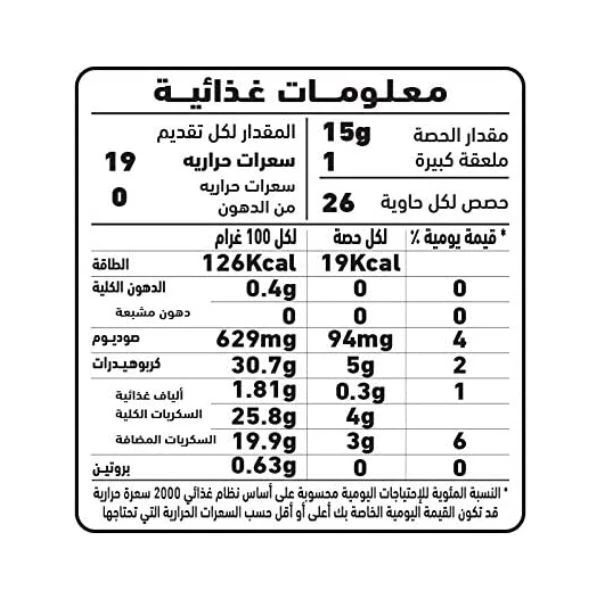 معلومات غذائية
مقدار الحصة 15g
ملعقة كبيرة 1
حصص لكل حاوية 26
المقدار لكل تقديم
سعرات حراريه 19
سعرات حراريه
من الدهون 0
* قيمة يومية ٪ لكل حصة لكل 100 غرام
19Kcal 126Kcal الطاقة
0 0 0.4g الدهون الكلية
0 0 0 دهون مشبعة
4 94mg 629mg صوديوم
2 5g 30.7g كربوهيدرات
1 0.3g 1.81g ألياف غذائية
4g 25.8g السكريات الكلية
6 3g 19.9g السكريات المضافة
0 0 0.63g بروتين
* النسبة المئوية للإحتياجات اليومية محسوبة على أساس نظام غذائي 2000 سعرة حرارية
قد تكون القيمة اليومية الخاصة بك أعلى أو أقل حسب السعرات الحرارية التي تحتاجها